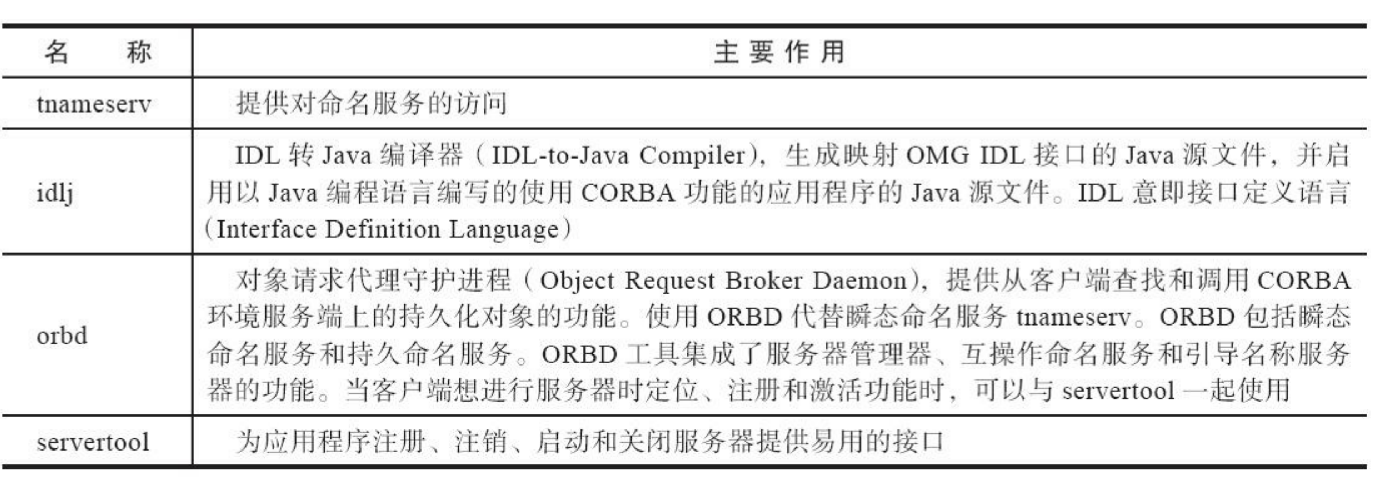 名 称 主 要 作 用
tnameserv 提供对命名服务的访问
IDL 转 Java 编译器（IDL-to-Java Compiler），生成映射 OMG IDL 接口的 Java 源文件，并启
idlj 用以 Java 编程语言编写的使用 CORBA 功能的应用程序的 Java 源文件。IDL 意即接口定义语言
（Interface Definition Language）
对象请求代理守护进程（Object Request Broker Daemon），提供从客户端查找和调用 CORBA
环境服务端上的持久化对象的功能。使用 ORBD 代替瞬态命名服务 tnameserv。ORBD 包括瞬态
orbd 命名服务和持久命名服务。ORBD 工具集成了服务器管理器、互操作命名服务和引导名称服务
器的功能。当客户端想进行服务器时定位、注册和激活功能时，可以与 servertool 一起使用
servertool 为应用程序注册、注销、启动和关闭服务器提供易用的接口